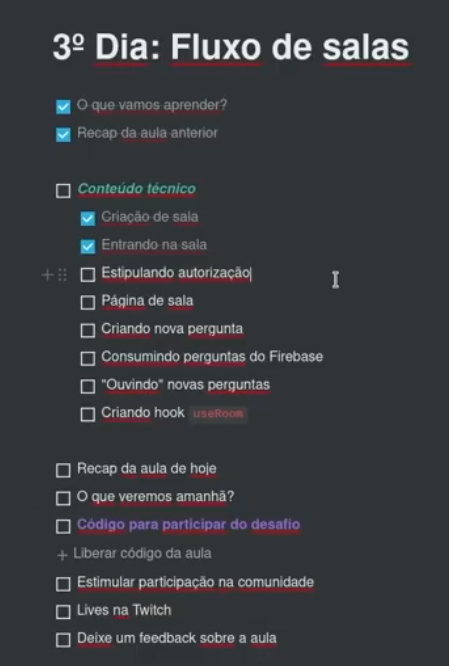 3º Dia: Fluxo de salas
O que vamos aprender?
Recap da aula anterior
Conteúdo técnico
Criação de sala
Entrando na sala
Estipulando autorização
Página de sala
Criando nova pergunta
Consumindo perguntas do Firebase
"Ouvindo" novas perguntas
Criando hook useRoom
Recap da aula de hoje
O que veremos amanhã?
Código para participar do desafio
+ Liberar código da aula
Estimular participação na comunidade
Lives na Twitch
Deixe um feedback sobre a aula